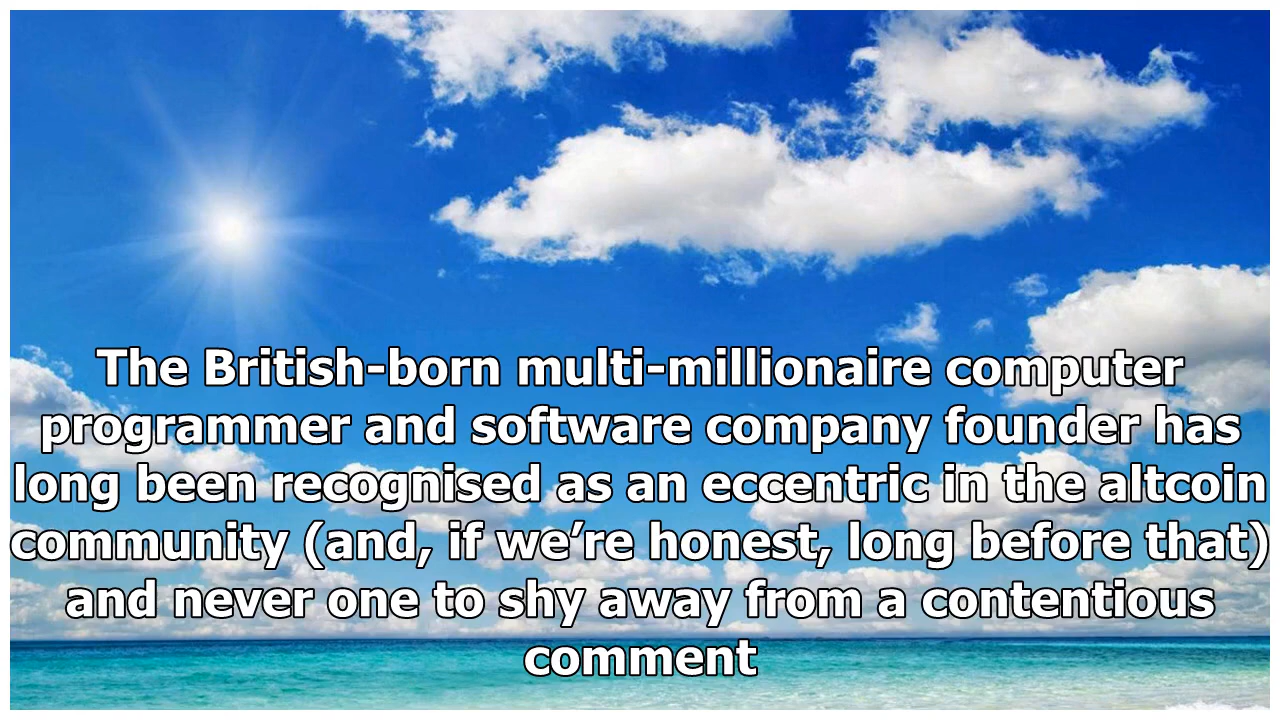 The British-born multi-millionaire computer
programmer and software company founder has
long been recognised as an eccentric in the altcoin
community (and, if we’re honest, long before that)
and never one to shy away from a contentious
comment